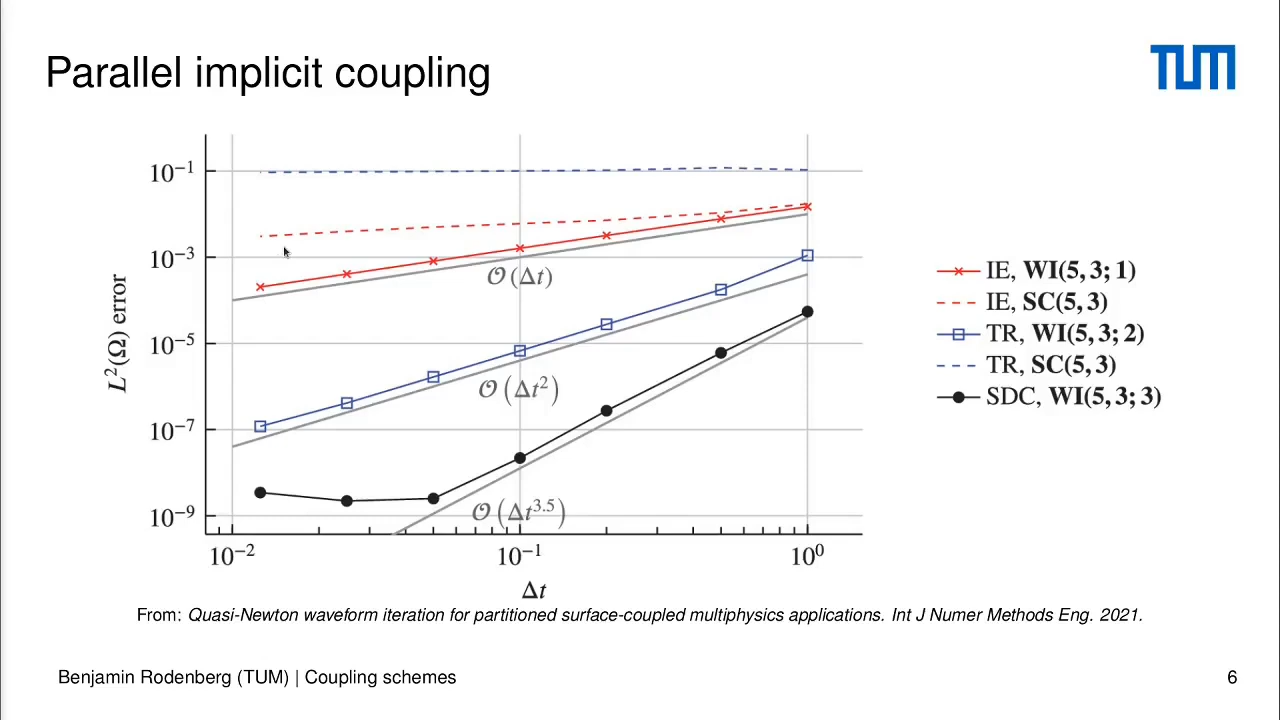 Parallel implicit coupling
TUM
10⁻¹
10⁻³
10⁻⁵
10⁻⁷
10⁻⁹
L²(Ω) error
𝒪(Δt)
𝒪(Δt²)
𝒪(Δt³·⁵)
10⁻² 10⁻¹ 10⁰
Δt
IE, WI(5, 3; 1)
IE, SC(5, 3)
TR, WI(5, 3; 2)
TR, SC(5, 3)
SDC, WI(5, 3; 3)
From: Quasi-Newton waveform iteration for partitioned surface-coupled multiphysics applications. Int J Numer Methods Eng. 2021.
Benjamin Rodenberg (TUM) | Coupling schemes 6